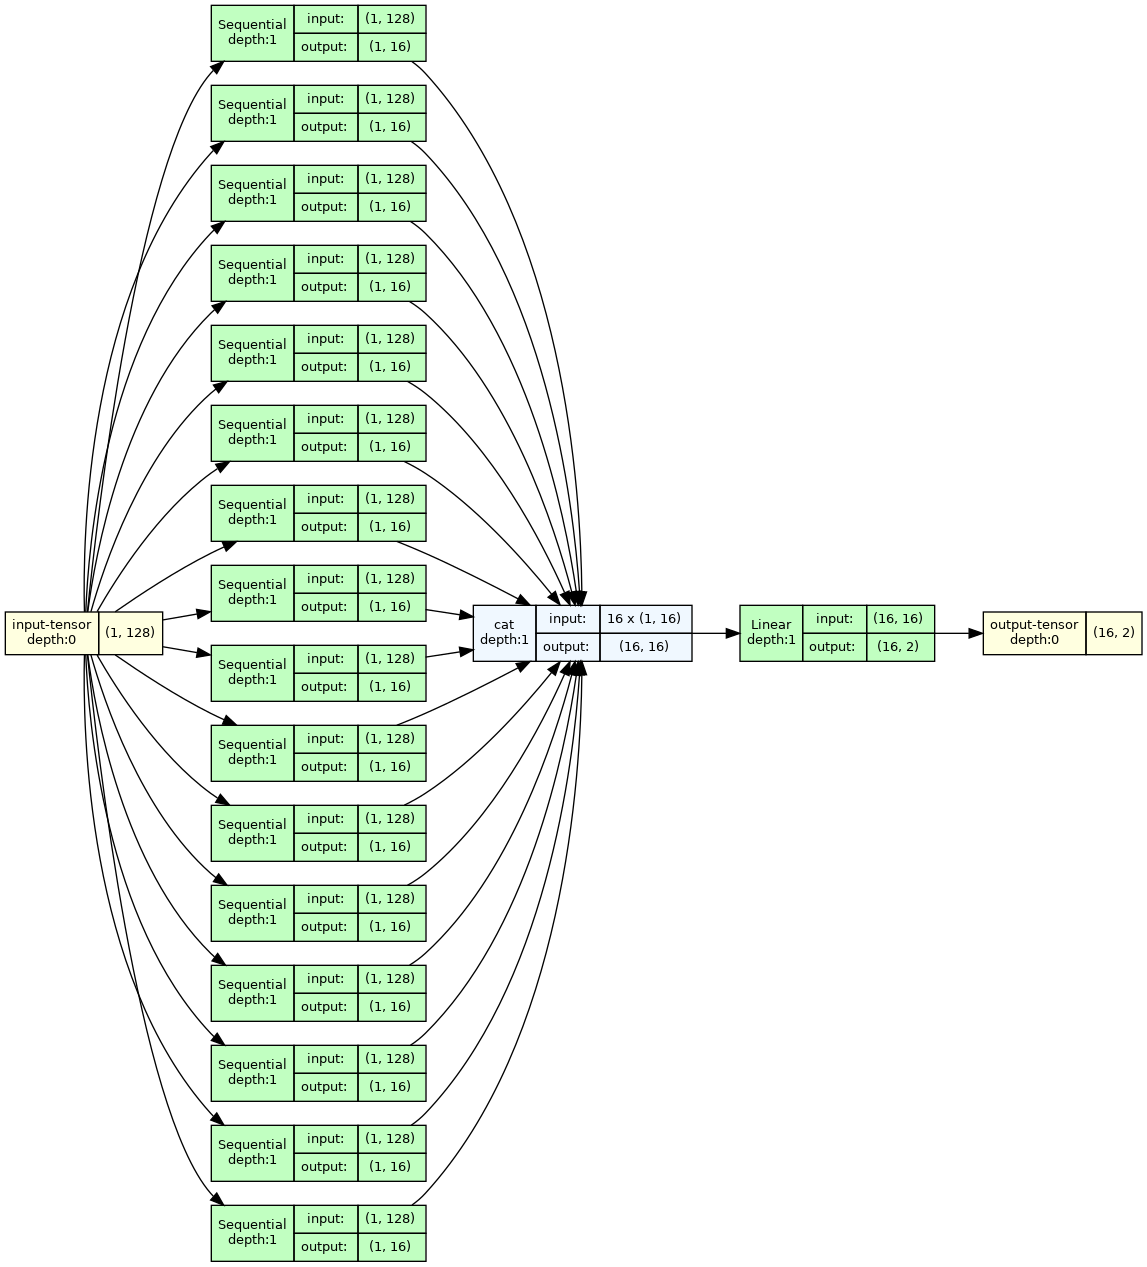 Sequential
depth:1
input: (1, 128)
output: (1, 16)
Sequential
depth:1
input: (1, 128)
output: (1, 16)
Sequential
depth:1
input: (1, 128)
output: (1, 16)
Sequential
depth:1
input: (1, 128)
output: (1, 16)
Sequential
depth:1
input: (1, 128)
output: (1, 16)
Sequential
depth:1
input: (1, 128)
output: (1, 16)
Sequential
depth:1
input: (1, 128)
output: (1, 16)
Sequential
depth:1
input: (1, 128)
output: (1, 16)
input-tensor
depth:0
(1, 128)
cat
depth:1
input: 16 x (1, 16)
output: (16, 16)
Linear
depth:1
input: (16, 16)
output: (16, 2)
output-tensor
depth:0
(16, 2)
Sequential
depth:1
input: (1, 128)
output: (1, 16)
Sequential
depth:1
input: (1, 128)
output: (1, 16)
Sequential
depth:1
input: (1, 128)
output: (1, 16)
Sequential
depth:1
input: (1, 128)
output: (1, 16)
Sequential
depth:1
input: (1, 128)
output: (1, 16)
Sequential
depth:1
input: (1, 128)
output: (1, 16)
Sequential
depth:1
input: (1, 128)
output: (1, 16)
Sequential
depth:1
input: (1, 128)
output: (1, 16)